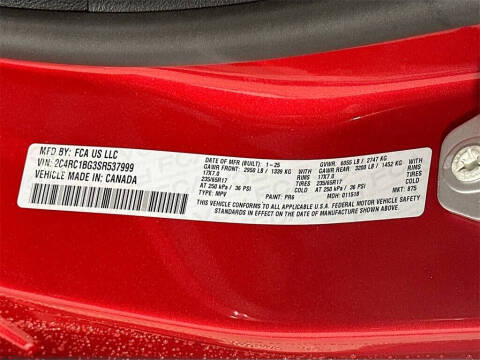 MFD BY: FCA US LLC
VIN: 2C4RC1BG3SR537999
VEHICLE MADE IN: CANADA
DATE OF MFR (BUILT): 1-25 GVWR: 6055 LB / 2747 KG
GAWR FRONT: 2950 LB / 1339 KG WITH GAWR REAR: 3200 LB / 1452 KG WITH
17X7.0 RIMS 17X7.0 RIMS
235/65R17 TIRES 235/65R17 TIRES
AT 250 kPa / 36 PSI COLD AT 250 kPa / 36 PSI COLD
TYPE: MPV PAINT: PR6 MDH: 011518 MKT: 875
THIS VEHICLE CONFORMS TO ALL APPLICABLE U.S.A. FEDERAL MOTOR VEHICLE SAFETY
STANDARDS IN EFFECT ON THE DATE OF MANUFACTURE SHOWN ABOVE.